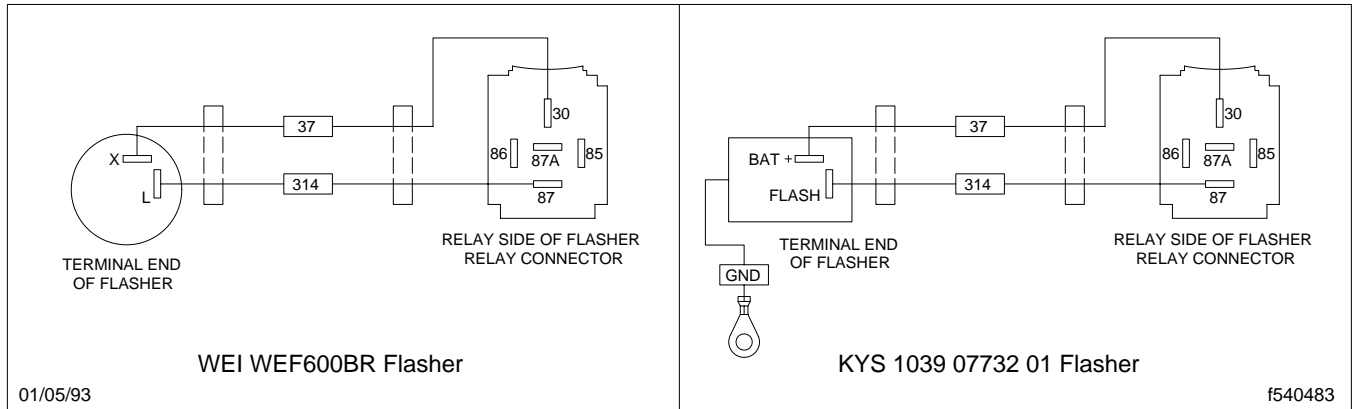 37
30
X
86
87A
85
L
314
87
TERMINAL END
OF FLASHER
RELAY SIDE OF FLASHER
RELAY CONNECTOR
WEI WEF600BR Flasher
01/05/93
37
30
BAT +
86
87A
85
FLASH
314
87
TERMINAL END
OF FLASHER
RELAY SIDE OF FLASHER
RELAY CONNECTOR
GND
KYS 1039 07732 01 Flasher
f540483